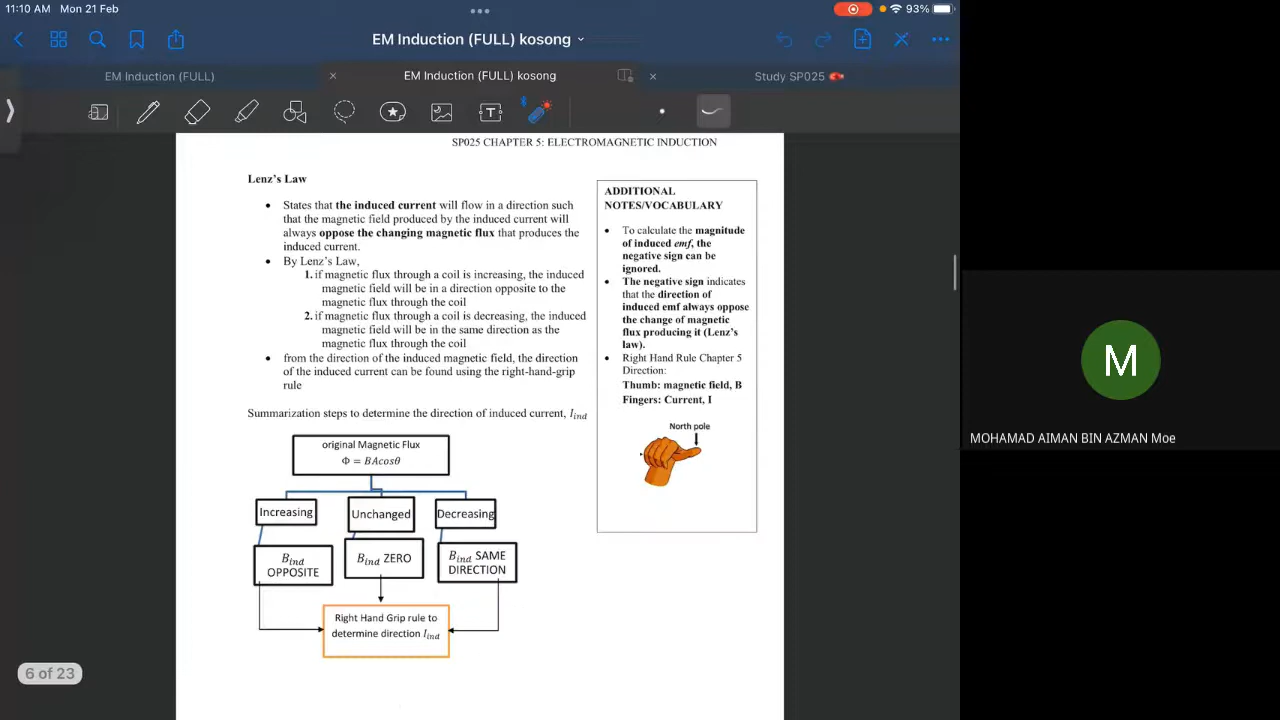 11:10 AM Mon 21 Feb
93%
EM Induction (FULL) kosong
EM Induction (FULL)
EM Induction (FULL) kosong
Study SP025
T
SP025 CHAPTER 5: ELECTROMAGNETIC INDUCTION
Lenz's Law
• States that the induced current will flow in a direction such
that the magnetic field produced by the induced current will
always oppose the changing magnetic flux that produces the
induced current.
• By Lenz's Law,
1. if magnetic flux through a coil is increasing, the induced
magnetic field will be in a direction opposite to the
magnetic flux through the coil
2. if magnetic flux through a coil is decreasing, the induced
magnetic field will be in the same direction as the
magnetic flux through the coil
• from the direction of the induced magnetic field, the direction
of the induced current can be found using the right-hand-grip
rule
Summarization steps to determine the direction of induced current, I_ind
original Magnetic Flux
Φ = BAcosθ
Increasing
Unchanged
Decreasing
B_ind
OPPOSITE
B_ind ZERO
B_ind SAME
DIRECTION
Right Hand Grip rule to
determine direction I_ind
ADDITIONAL
NOTES/VOCABULARY
• To calculate the magnitude
of induced emf, the
negative sign can be
ignored.
• The negative sign indicates
that the direction of
induced emf always oppose
the change of magnetic
flux producing it (Lenz's
law).
• Right Hand Rule Chapter 5
Direction:
Thumb: magnetic field, B
Fingers: Current, I
North pole
6 of 23
M
MOHAMAD AIMAN BIN AZMAN Moe